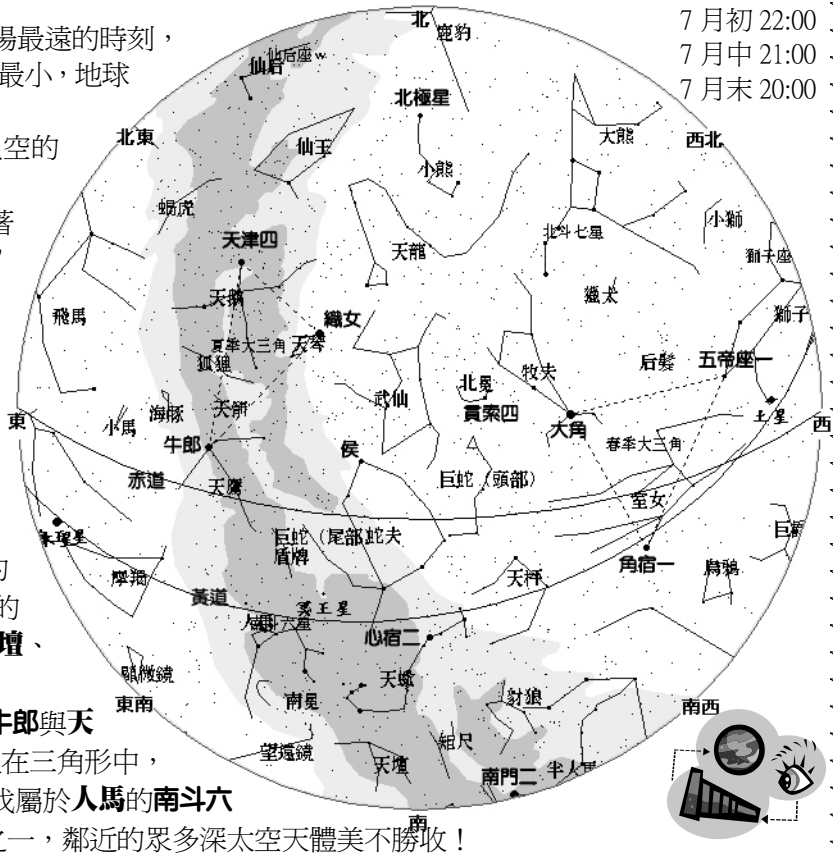 陽最遠的時刻，
最小，地球
空的
著
，
的
的
壇、
牛郎與天
在三角形中，
找屬於人馬的南斗六
之一，鄰近的眾多深太空天體美不勝收！
7 月初 22:00
7 月中 21:00
7 月末 20:00
北
鹿豹
仙后座w
仙后
北極星
大熊
北東
西北
仙王
小熊
蝎虎
小獅
天津四
北斗七星
天龍
獅子座
天鵝
獵犬
飛馬
織女
獅子
夏季大三角
天琴
狐狸
后髮
五帝座一
牧夫
北冕
武仙
天箭
海豚
小馬
貫索四
大角
土星
東
西
牛郎
侯
春季大三角
赤道
天鷹
巨蛇（頭部）
室女
巨蛇（尾部）
蛇夫
盾牌
巨爵
角宿一
烏鴉
摩羯
天秤
黃道
冥王星
人馬
南斗六星
心宿二
天蠍
顯微鏡
東南
南冕
豺狼
南西
矩尺
望遠鏡
天壇
南門二
半人馬
南